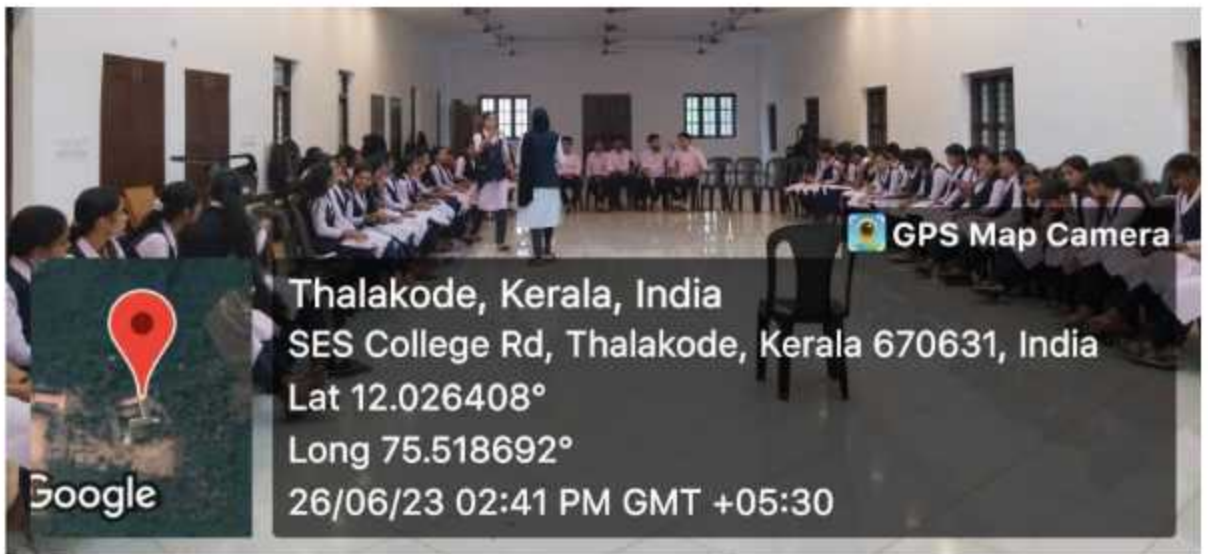 GPS Map Camera
Thalakode, Kerala, India
SES College Rd, Thalakode, Kerala 670631, India
Lat 12.026408°
Long 75.518692°
26/06/23 02:41 PM GMT +05:30
Google